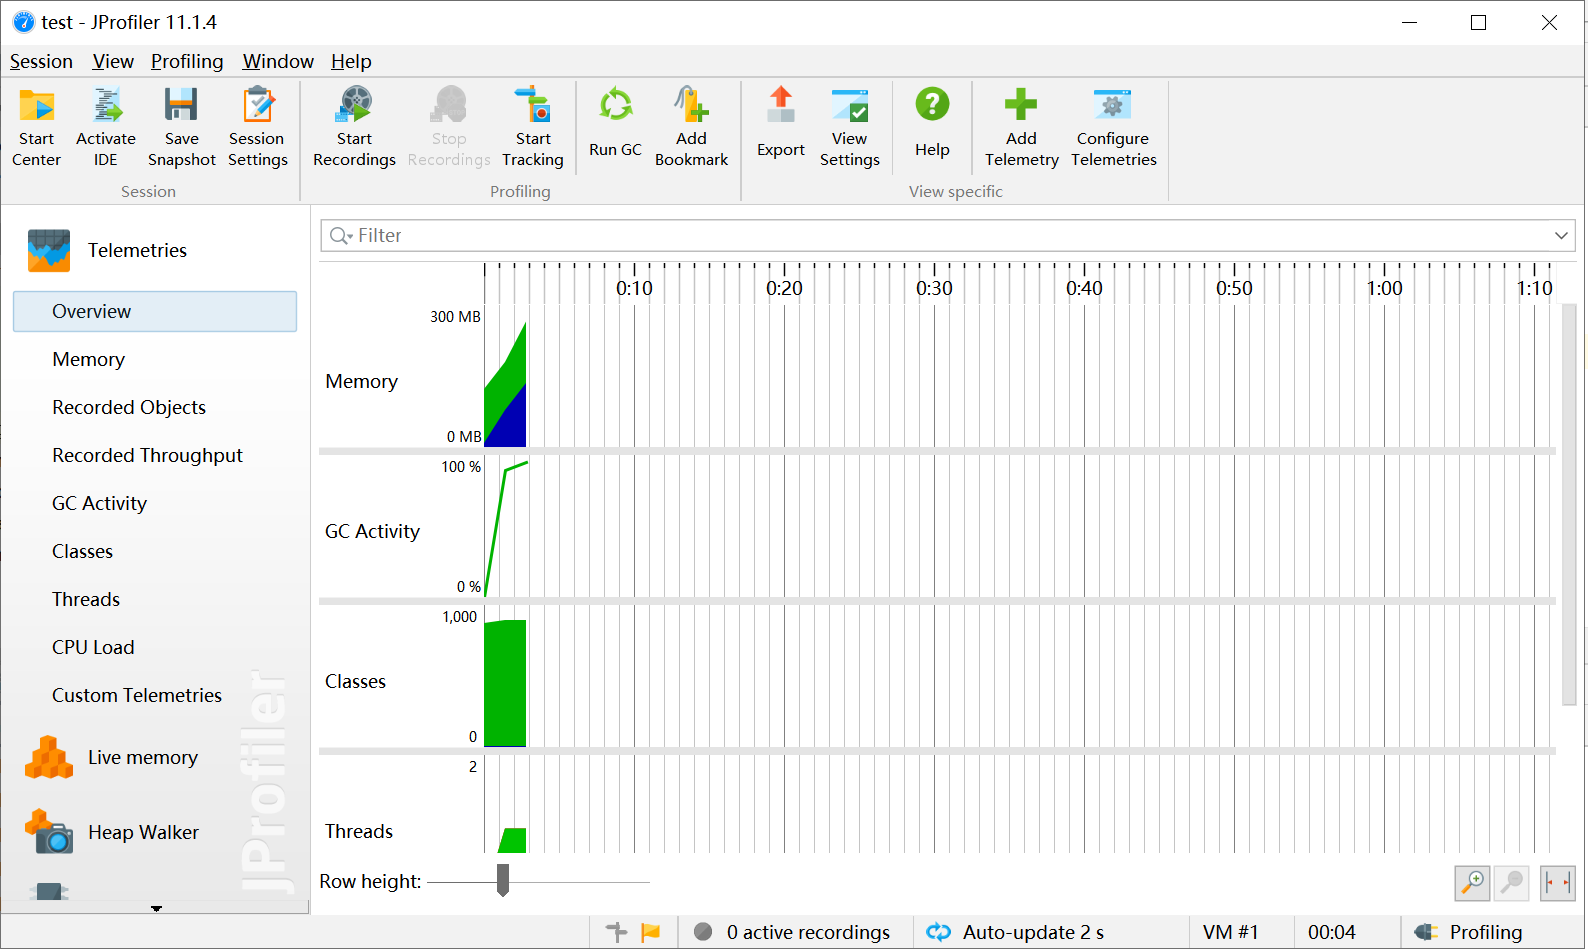 test - JProfiler 11.1.4
Session View Profiling Window Help
Start Center
Activate IDE
Save Snapshot
Session Settings
Start Recordings
Stop Recordings
Start Tracking
Run GC
Add Bookmark
Export
View Settings
Help
Add Telemetry
Configure Telemetries
Session
Profiling
View specific
Telemetries
Overview
Memory
Recorded Objects
Recorded Throughput
GC Activity
Classes
Threads
CPU Load
Custom Telemetries
Live memory
Heap Walker
JProfiler
Filter
0:10 0:20 0:30 0:40 0:50 1:00 1:10
300 MB
Memory
0 MB
100 %
GC Activity
0 %
1,000
Classes
0
2
Threads
Row height:
0 active recordings
Auto-update 2 s
VM #1
00:04
Profiling